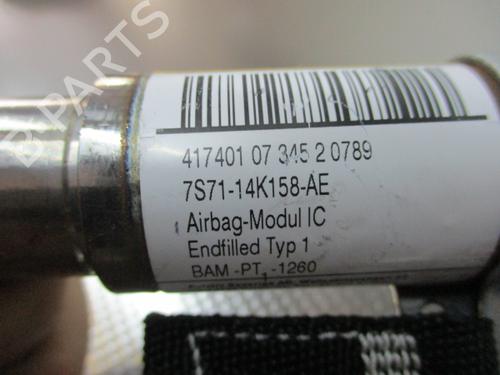 417401 07 345 2 0789
7S71-14K158-AE
Airbag-Modul IC
Endfilled Typ 1
BAM -PT -1260
1
B-PARTS